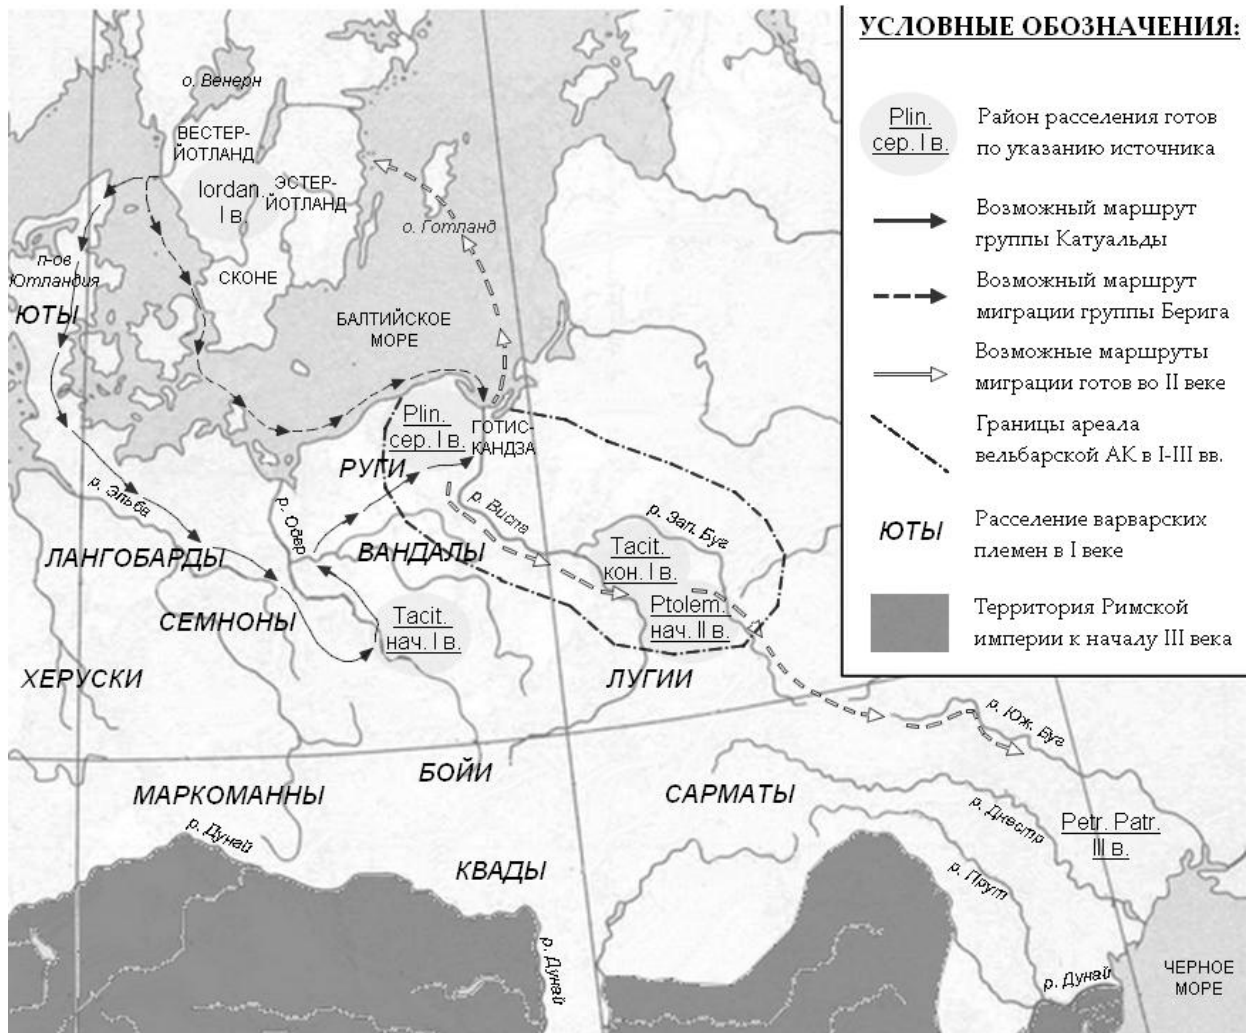 УСЛОВНЫЕ ОБОЗНАЧЕНИЯ:
Plin.
сер. I в.
Район расселения готов
по указанию источника
Возможный маршрут
группы Катуальды
Возможный маршрут
миграции группы Берига
Возможные маршруты
миграции готов во II веке
Границы ареала
вельбарской АК в I-III вв.
ЮТЫ
Расселение варварских
племен в I веке
Территория Римской
империи к началу III века
о. Венерн
ВЕСТЕР-
ЙОТЛАНД
Iordan.
I в.
ЭСТЕР-
ЙОТЛАНД
о. Готланд
п-ов
Ютландия
СКОНЕ
ЮТЫ
БАЛТИЙСКОЕ
МОРЕ
Plin.
сер. I в.
ГОТИС-
КАНДЗА
РУГИ
р. Эльба
р. Одер
р. Висла
р. Зап. Буг
ЛАНГОБАРДЫ
ВАНДАЛЫ
Tacit.
кон. I в.
Ptolem.
нач. II в.
СЕМНОНЫ
Tacit.
нач. I в.
ХЕРУСКИ
ЛУГИИ
р. Юж. Буг
БОЙИ
МАРКОМАННЫ
САРМАТЫ
р. Дунай
р. Днестр
Petr. Patr.
III в.
КВАДЫ
р. Прут
р. Дунай
р. Дунай
ЧЕРНОЕ
МОРЕ